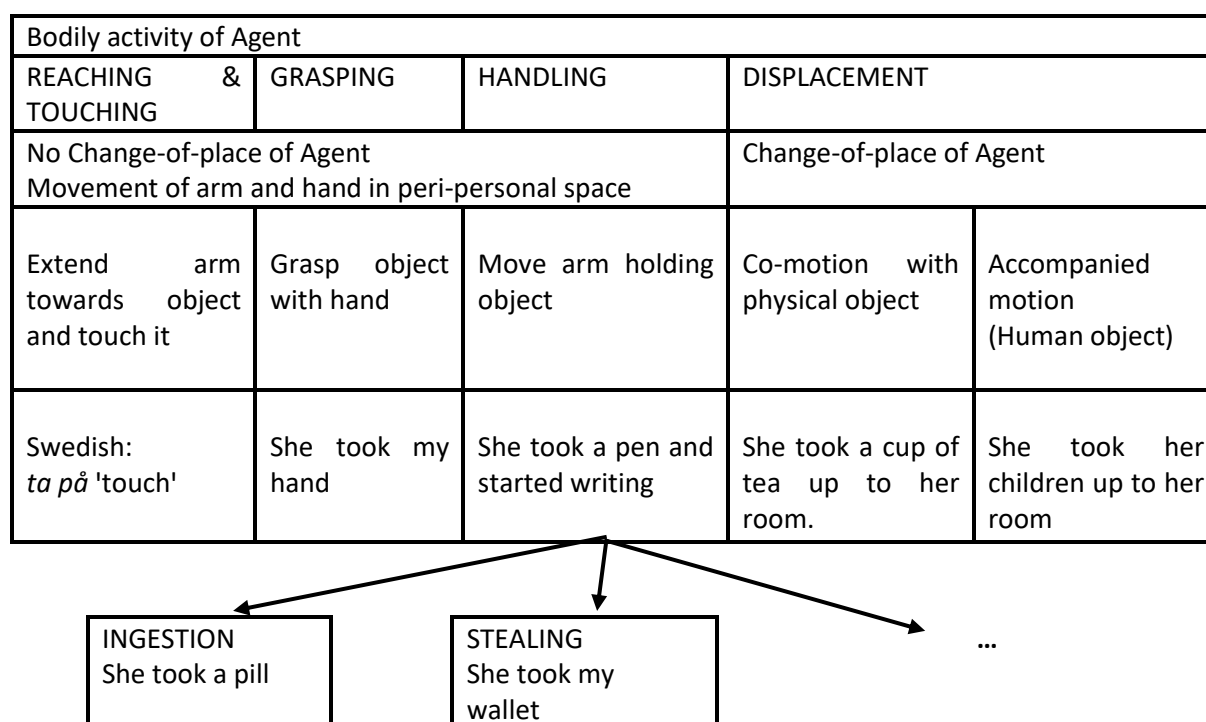 Bodily activity of Agent
REACHING & TOUCHING
GRASPING
HANDLING
DISPLACEMENT
No Change-of-place of Agent
Movement of arm and hand in peri-personal space
Change-of-place of Agent
Extend arm
towards object
and touch it
Grasp object
with hand
Move arm holding
object
Co-motion with
physical object
Accompanied
motion
(Human object)
Swedish:
ta på 'touch'
She took my
hand
She took a pen and
started writing
She took a cup of
tea up to her
room.
She took her
children up to her
room
INGESTION
She took a pill
STEALING
She took my
wallet
...